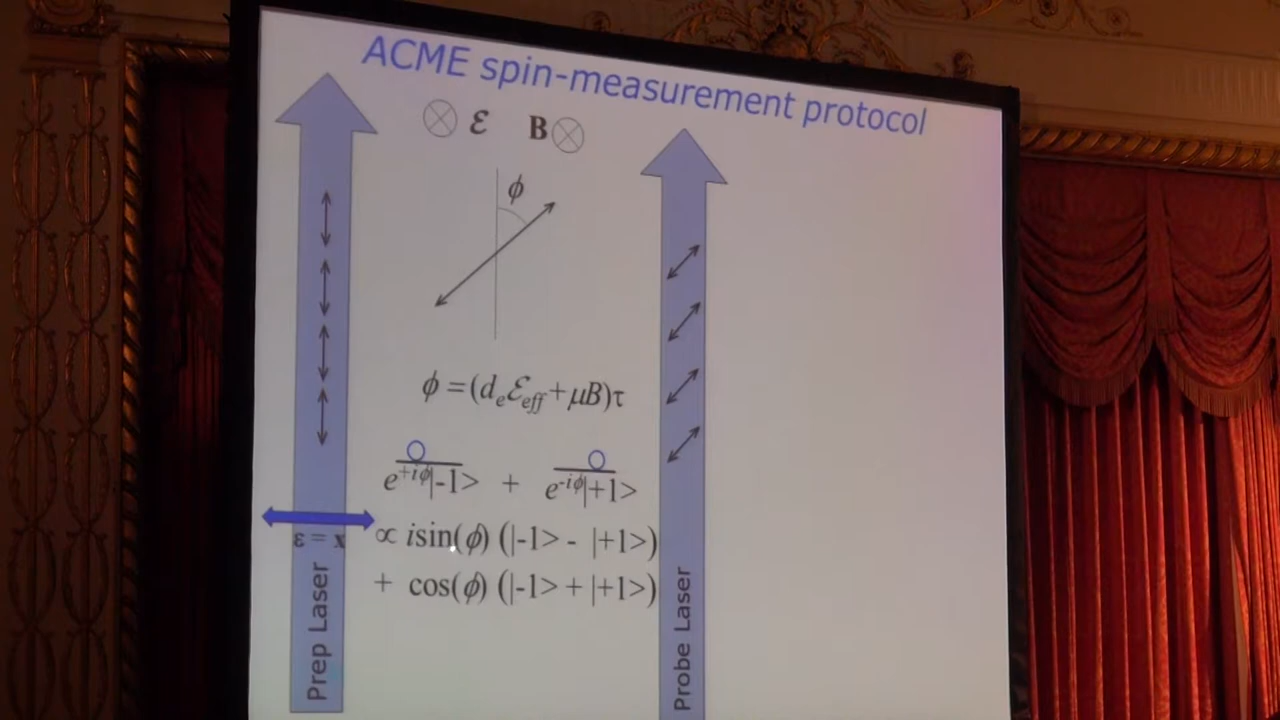 ACME spin-measurement protocol
ℰ B
ϕ
ϕ =(dₑℰeff+μB)τ
e^{+iϕ}|-1> + e^{-iϕ}|+1>
ε = x
∝ isin(ϕ) (|-1> - |+1>)
+ cos(ϕ) (|-1> + |+1>)
Prep Laser
Probe Laser